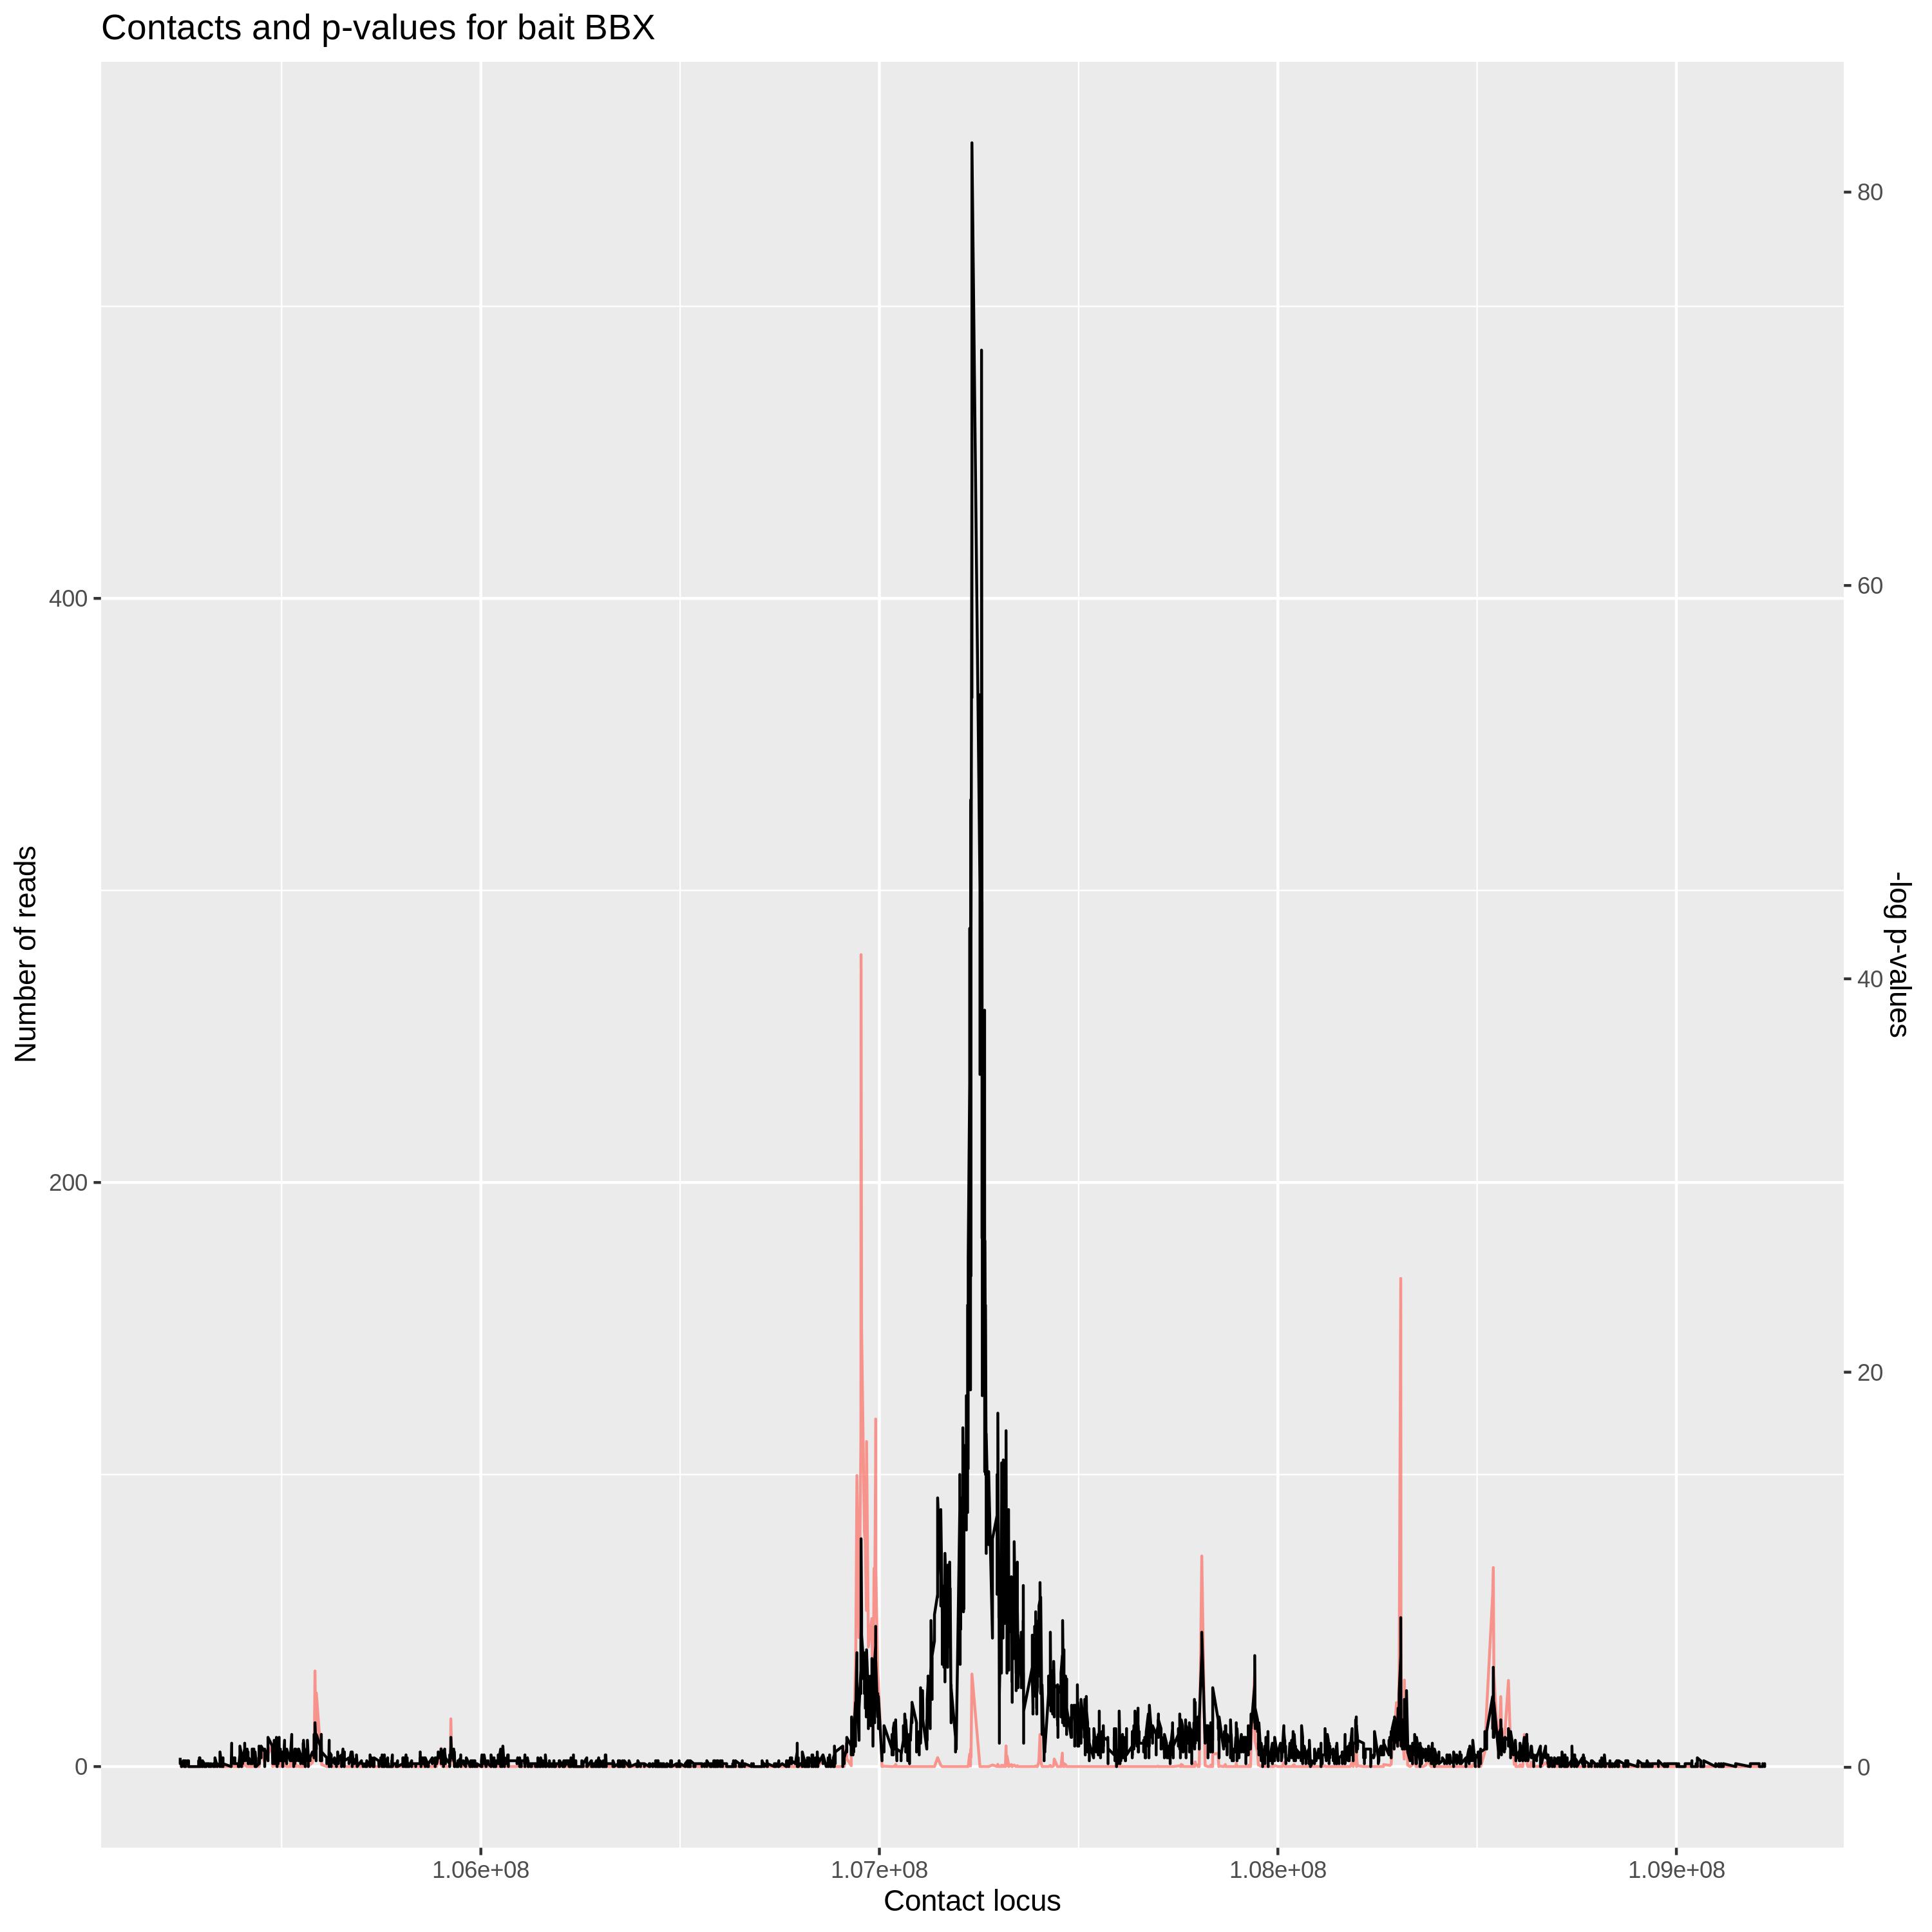 Contacts and p-values for bait BBX
Number of reads
400
200
0
80
60
40
20
0
-log p-values
1.06e+08 1.07e+08 1.08e+08 1.09e+08
Contact locus